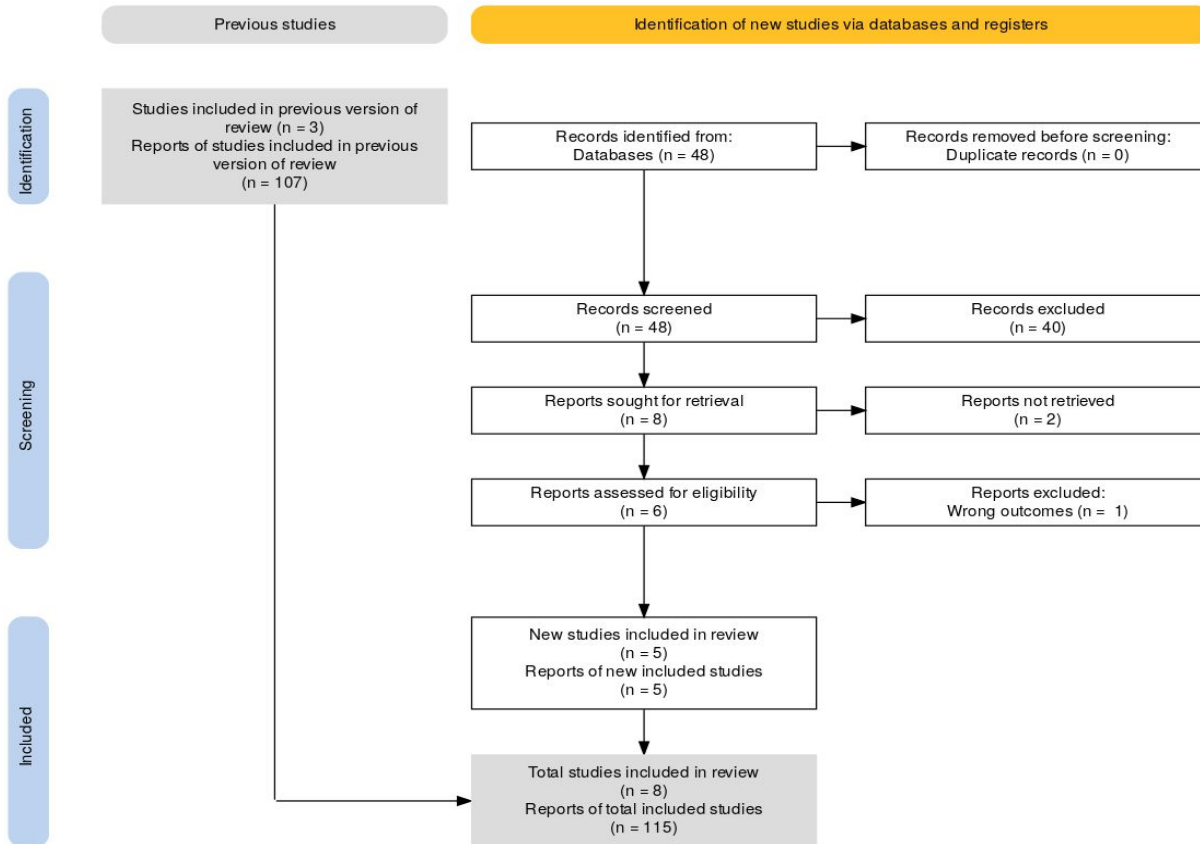 Previous studies
Identification of new studies via databases and registers
Identification
Studies included in previous version of
review (n = 3)
Reports of studies included in previous
version of review
(n = 107)
Records identified from:
Databases (n = 48)
Records removed before screening:
Duplicate records (n = 0)
Screening
Records screened
(n = 48)
Records excluded
(n = 40)
Reports sought for retrieval
(n = 8)
Reports not retrieved
(n = 2)
Reports assessed for eligibility
(n = 6)
Reports excluded:
Wrong outcomes (n = 1)
Included
New studies included in review
(n = 5)
Reports of new included studies
(n = 5)
Total studies included in review
(n = 8)
Reports of total included studies
(n = 115)